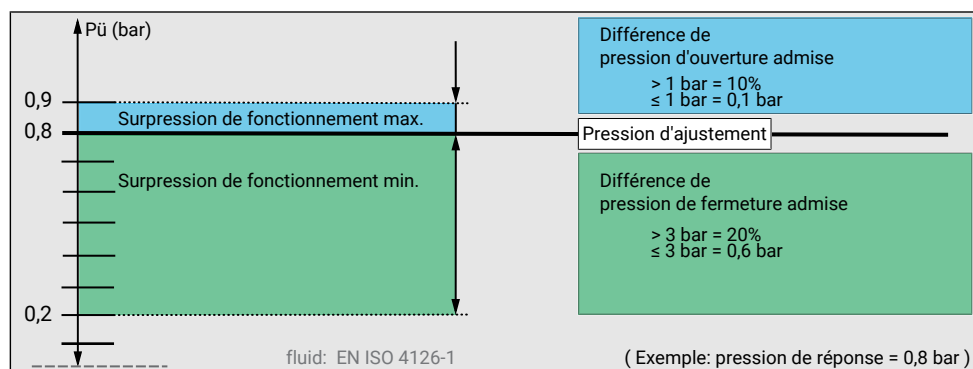 Pü (bar)
0,9
0,8
0,2
Surpression de fonctionnement max.
Surpression de fonctionnement min.
Différence de
pression d'ouverture admise
> 1 bar = 10%
≤ 1 bar = 0,1 bar
Pression d'ajustement
Différence de
pression de fermeture admise
> 3 bar = 20%
≤ 3 bar = 0,6 bar
fluid: EN ISO 4126-1
( Exemple: pression de réponse = 0,8 bar )